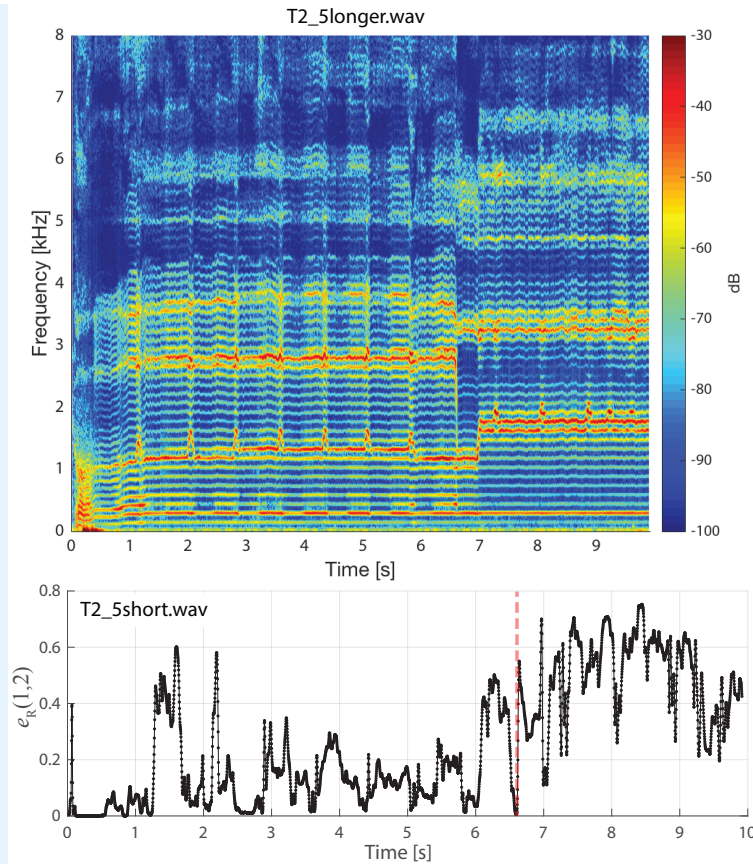 T2_5longer.wav
8
7
6
5
4
3
2
1
0
Frequency [kHz]
0 1 2 3 4 5 6 7 8 9
Time [s]
-30
-40
-50
-60
-70
-80
-90
-100
dB
T2_5short.wav
0.8
0.6
0.4
0.2
0
eR(1,2)
0 1 2 3 4 5 6 7 8 9 10
Time [s]